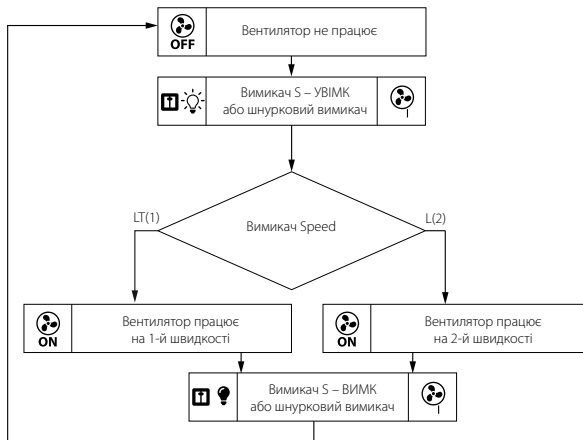 OFF
Вентилятор не працює
Вимикач S – УВІМК
або шнурковий вимикач
LT(1)
Вимикач Speed
L(2)
ON
Вентилятор працює
на 1-й швидкості
ON
Вентилятор працює
на 2-й швидкості
Вимикач S – ВИМК
або шнурковий вимикач